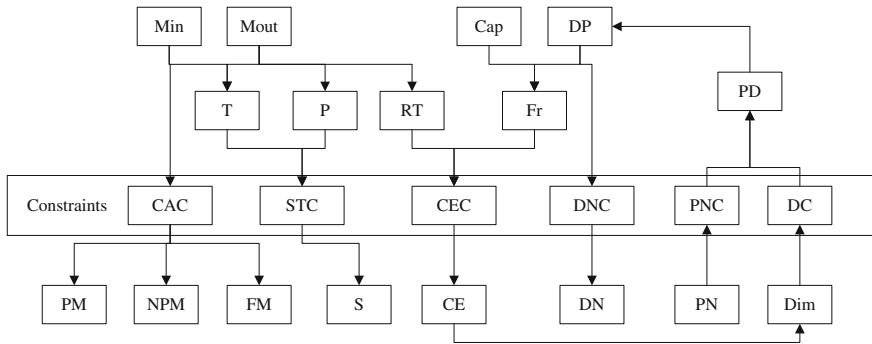 Min Mout Cap DP
PD
T P RT Fr
Constraints CAC STC CEC DNC PNC DC
PM NPM FM S CE DN PN Dim